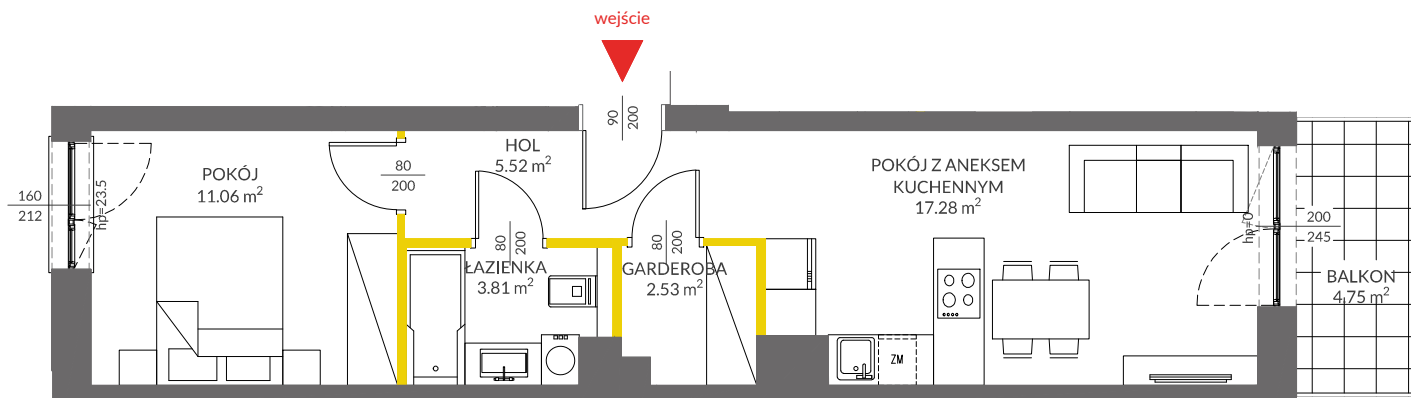 wejście
90
200
HOL
5.52 m²
POKÓJ
11.06 m²
80
200
160
212
hp=23.5
POKÓJ Z ANEKSEM
KUCHENNYM
17.28 m²
80
200
ŁAZIENKA
3.81 m²
80
200
GARDEROBA
2.53 m²
hp=0
200
245
BALKON
4.75 m²
ZM